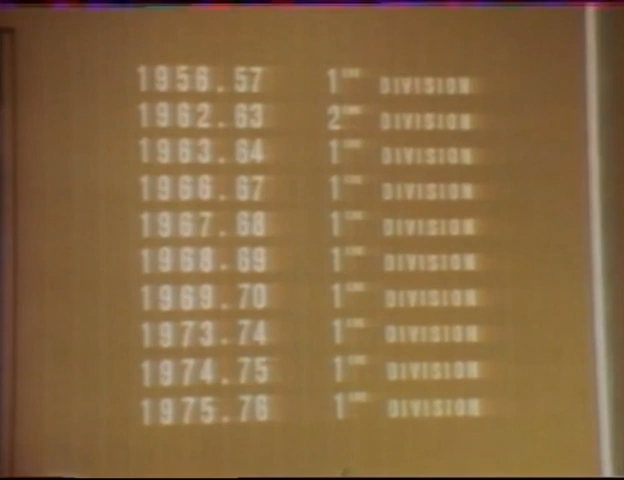 1956.57 1ère DIVISION
1962.63 2ème DIVISION
1963.64 1ère DIVISION
1966.67 1ère DIVISION
1967.68 1ère DIVISION
1968.69 1ère DIVISION
1969.70 1ère DIVISION
1973.74 1ère DIVISION
1974.75 1ère DIVISION
1975.76 1ère DIVISION